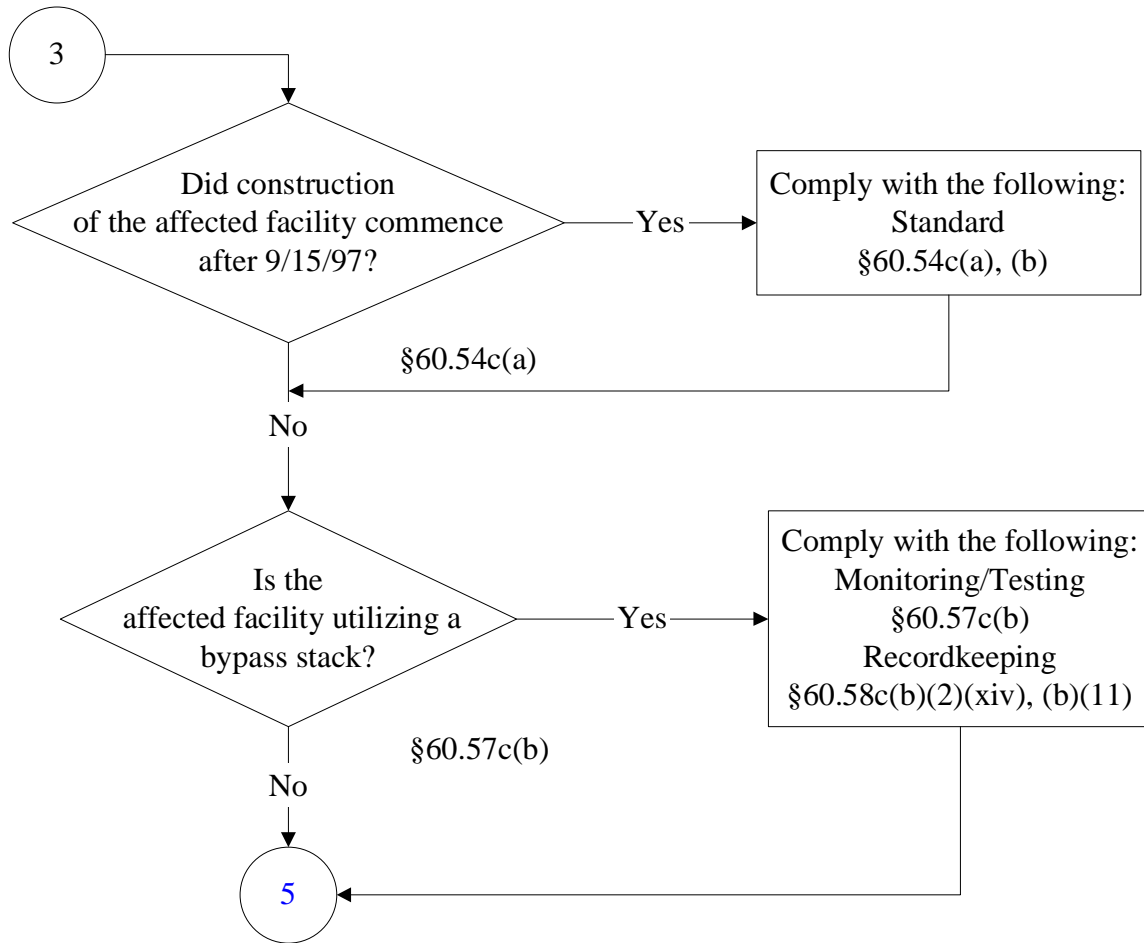 3
Did construction
of the affected facility commence
after 9/15/97?
Yes
Comply with the following:
Standard
§60.54c(a), (b)
§60.54c(a)
No
Is the
affected facility utilizing a
bypass stack?
Yes
Comply with the following:
Monitoring/Testing
§60.57c(b)
Recordkeeping
§60.58c(b)(2)(xiv), (b)(11)
§60.57c(b)
No
5